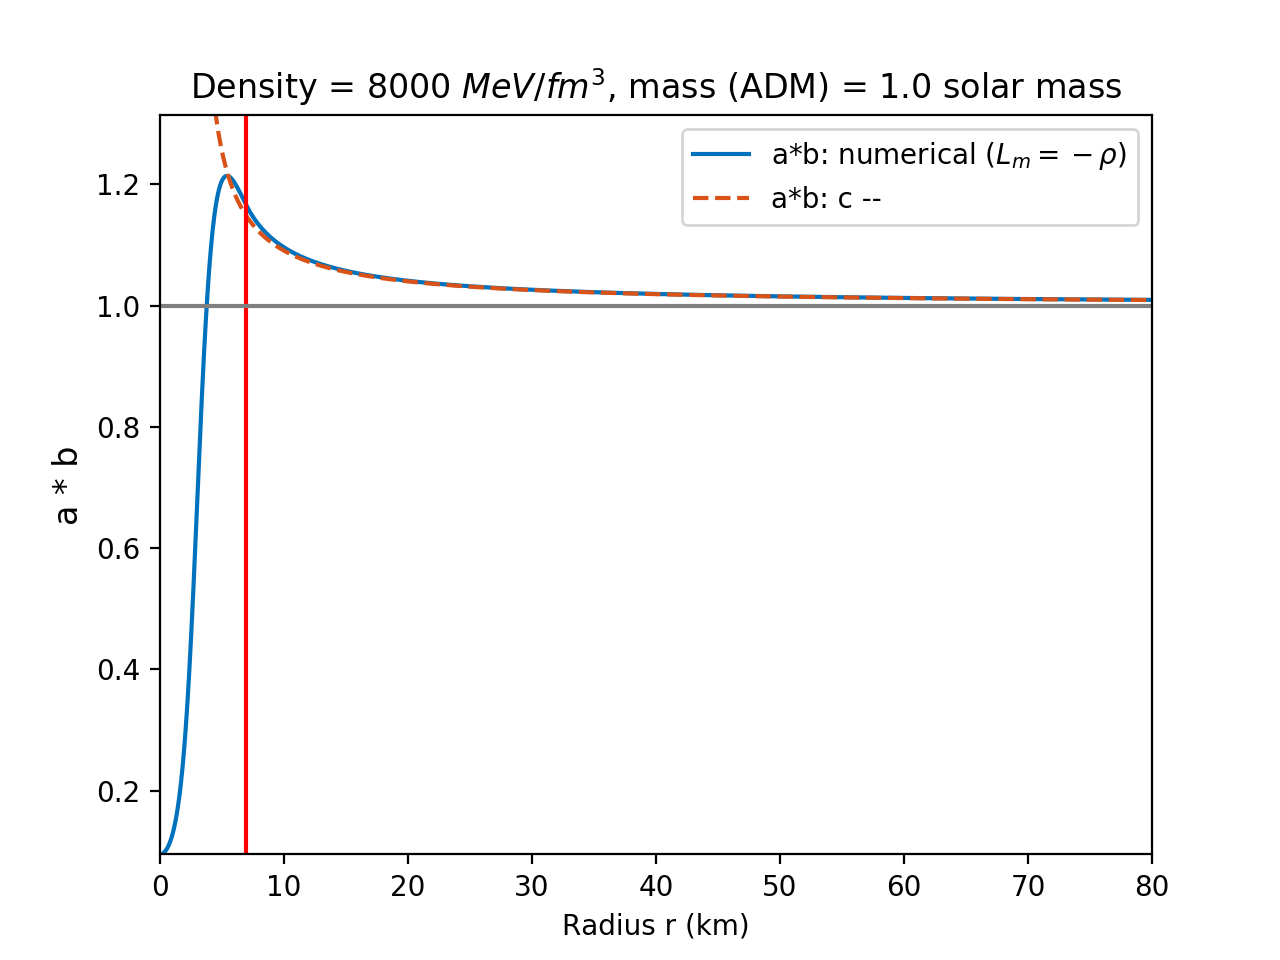 Density = 8000 MeV/fm³, mass (ADM) = 1.0 solar mass
a*b: numerical (Lₘ = −ρ)
a*b: c --
a * b
1.2
1.0
0.8
0.6
0.4
0.2
0 10 20 30 40 50 60 70 80
Radius r (km)